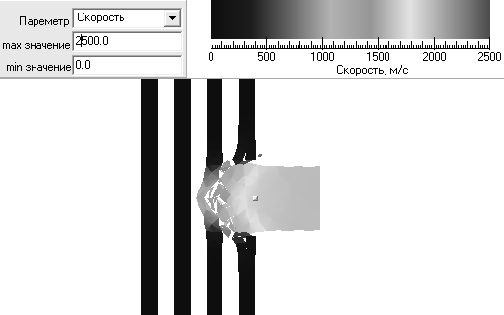 Параметр Скорость
max значение 2500.0
min значение 0.0
0 500 1000 1500 2000 2500
Скорость, м/с